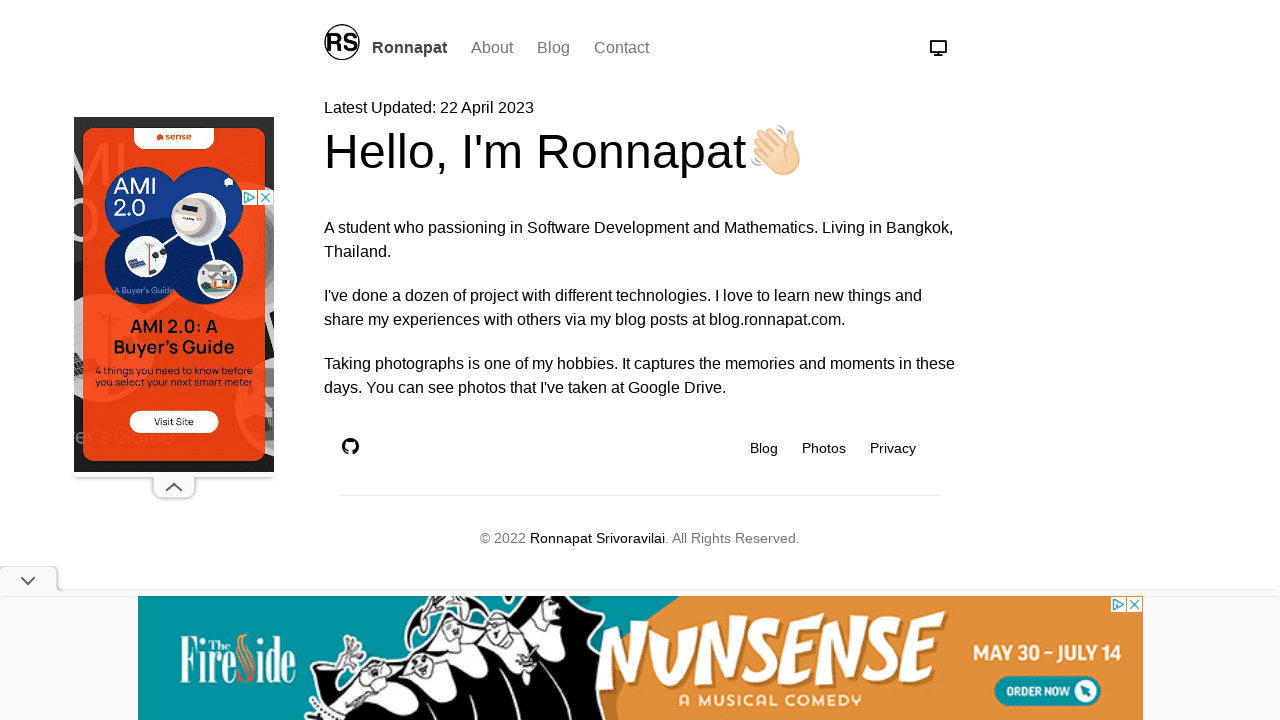 RS Ronnapat About Blog Contact
Latest Updated: 22 April 2023
Hello, I'm Ronnapat👋🏼
A student who passioning in Software Development and Mathematics. Living in Bangkok,
Thailand.
I've done a dozen of project with different technologies. I love to learn new things and
share my experiences with others via my blog posts at blog.ronnapat.com.
Taking photographs is one of my hobbies. It captures the memories and moments in these
days. You can see photos that I've taken at Google Drive.
Blog Photos Privacy
© 2022 Ronnapat Srivoravilai. All Rights Reserved.
sense
AMI
2.0
A Buyer's Guide
AMI 2.0: A
Buyer's Guide
4 things you need to know before
you select your next smart meter
Visit Site
The
Fireside
NUNSENSE
A MUSICAL COMEDY
MAY 30 – JULY 14
ORDER NOW